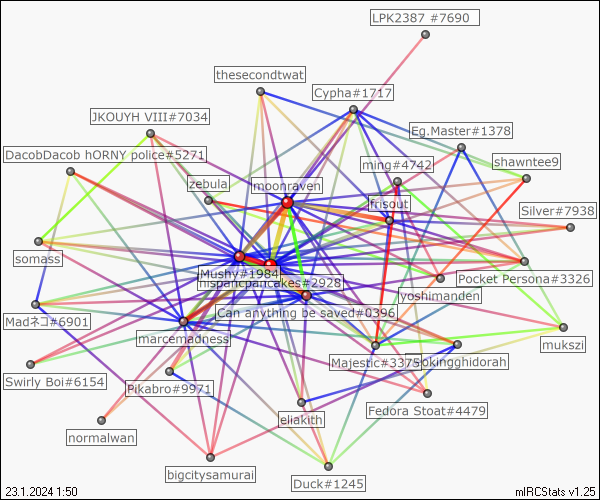 LPK2387 #7690
thesecondtwat
Cypha#1717
JKOUYH VIII#7034
Eg.Master#1378
DacobDacob hORNY police#5271
ming#4742
shawntee9
zebula
moonraven
frisout
Silver#7938
somass
Mushy#1984
hispancpancakes#2928
Pocket Persona#3326
yoshimanden
Madネコ#6901
Can anything be saved#0396
marcemadness
mukszi
Majestic#3375
okingghidorah
Swirly Boi#6154
Pikabro#9971
Fedora Stoat#4479
eliakith
normalwan
bigcitysamurai
Duck#1245
23.1.2024 1:50
mIRCStats v1.25